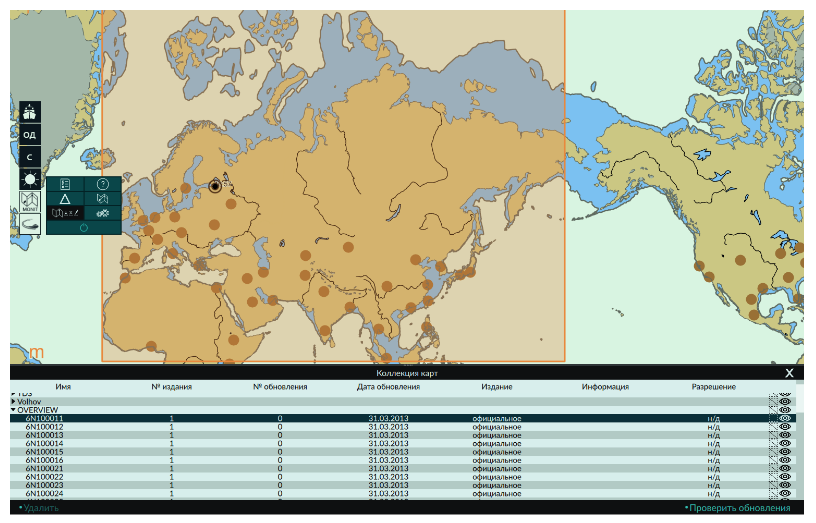 ОД
С
m
Коллекция карт
X
Имя № издания № обновления Дата обновления Издание Информация Разрешение
TDS
Volhov
OVERVIEW
6N100011 1 0 31.03.2013 официальное н/д
6N100012 1 0 31.03.2013 официальное н/д
6N100013 1 0 31.03.2013 официальное н/д
6N100014 1 0 31.03.2013 официальное н/д
6N100015 1 0 31.03.2013 официальное н/д
6N100016 1 0 31.03.2013 официальное н/д
6N100021 1 0 31.03.2013 официальное н/д
6N100022 1 0 31.03.2013 официальное н/д
6N100023 1 0 31.03.2013 официальное н/д
6N100024 1 0 31.03.2013 официальное н/д
•Удалить •Проверить обновления